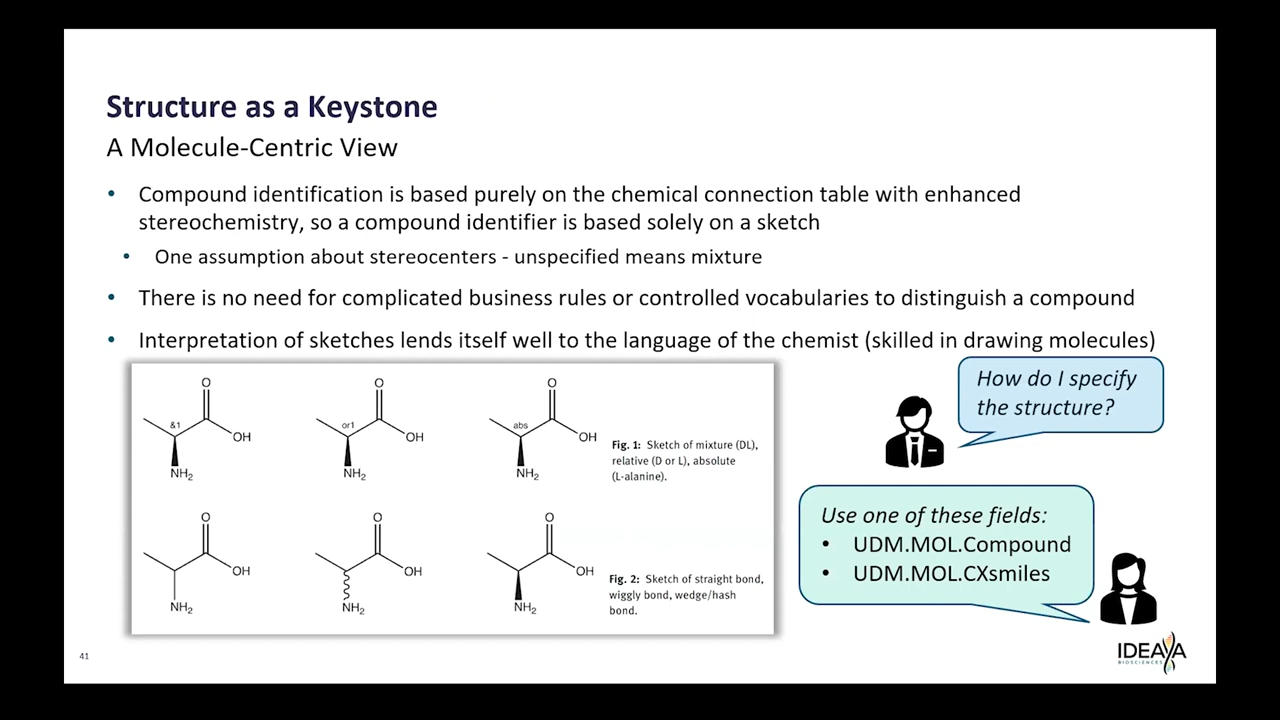 Structure as a Keystone
A Molecule-Centric View
• Compound identification is based purely on the chemical connection table with enhanced
stereochemistry, so a compound identifier is based solely on a sketch
• One assumption about stereocenters - unspecified means mixture
• There is no need for complicated business rules or controlled vocabularies to distinguish a compound
• Interpretation of sketches lends itself well to the language of the chemist (skilled in drawing molecules)
How do I specify
the structure?
O O O
&1 or1 abs
OH OH OH
NH2 NH2 NH2
Fig. 1: Sketch of mixture (DL),
relative (D or L), absolute
(L-alanine).
Use one of these fields:
• UDM.MOL.Compound
• UDM.MOL.CXsmiles
O O O
OH OH OH
NH2 NH2 NH2
Fig. 2: Sketch of straight bond,
wiggly bond, wedge/hash
bond.
41
IDEAYA
BIOSCIENCES